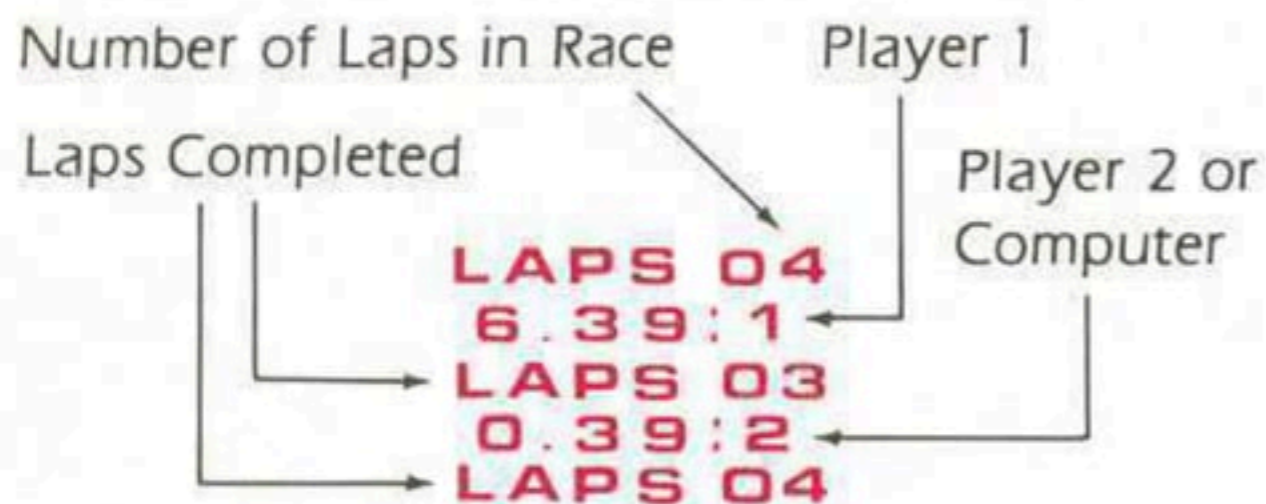 Number of Laps in Race
Player 1
Laps Completed
Player 2 or
Computer
LAPS 04
6.39:1
LAPS 03
0.39:2
LAPS 04